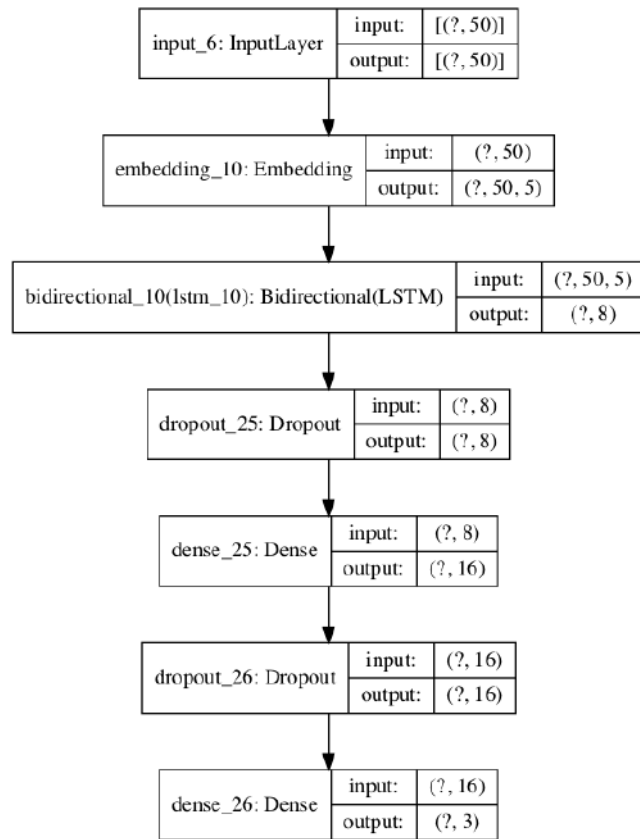 input_6: InputLayer
input: [(?, 50)]
output: [(?, 50)]
embedding_10: Embedding
input: (?, 50)
output: (?, 50, 5)
bidirectional_10(lstm_10): Bidirectional(LSTM)
input: (?, 50, 5)
output: (?, 8)
dropout_25: Dropout
input: (?, 8)
output: (?, 8)
dense_25: Dense
input: (?, 8)
output: (?, 16)
dropout_26: Dropout
input: (?, 16)
output: (?, 16)
dense_26: Dense
input: (?, 16)
output: (?, 3)